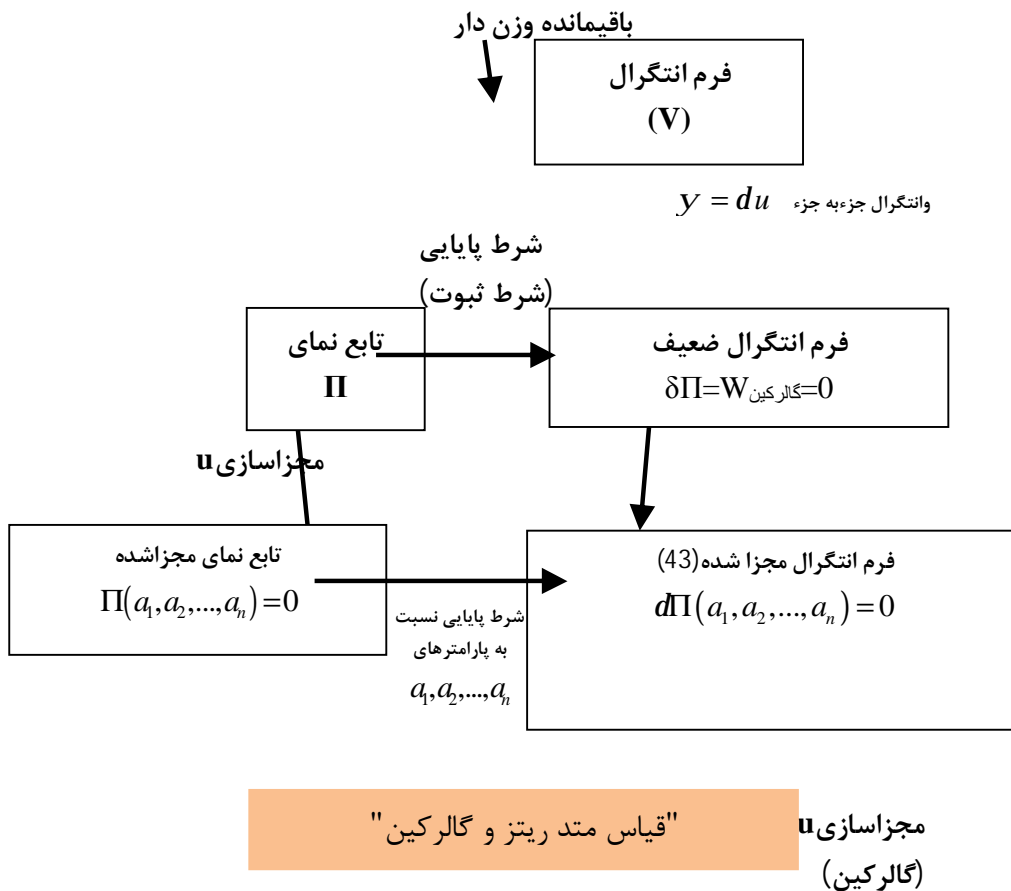 باقیمانده وزن دار
فرم انتگرال
(V)
وانتگرال جزءبه جزء y = du
شرط پایایی
(شرط ثبوت)
تابع نمای
Π
فرم انتگرال ضعیف
δΠ=Wگالرکین=0
مجزاسازی u
تابع نمای مجزاشده
Π(a₁,a₂,...,aₙ)=0
فرم انتگرال مجزا شده(43)
dΠ(a₁,a₂,...,aₙ)=0
شرط پایایی نسبت
به پارامترهای
a₁,a₂,...,aₙ
"قیاس متد ریتز و گالرکین"
مجزاسازی u
(گالرکین)